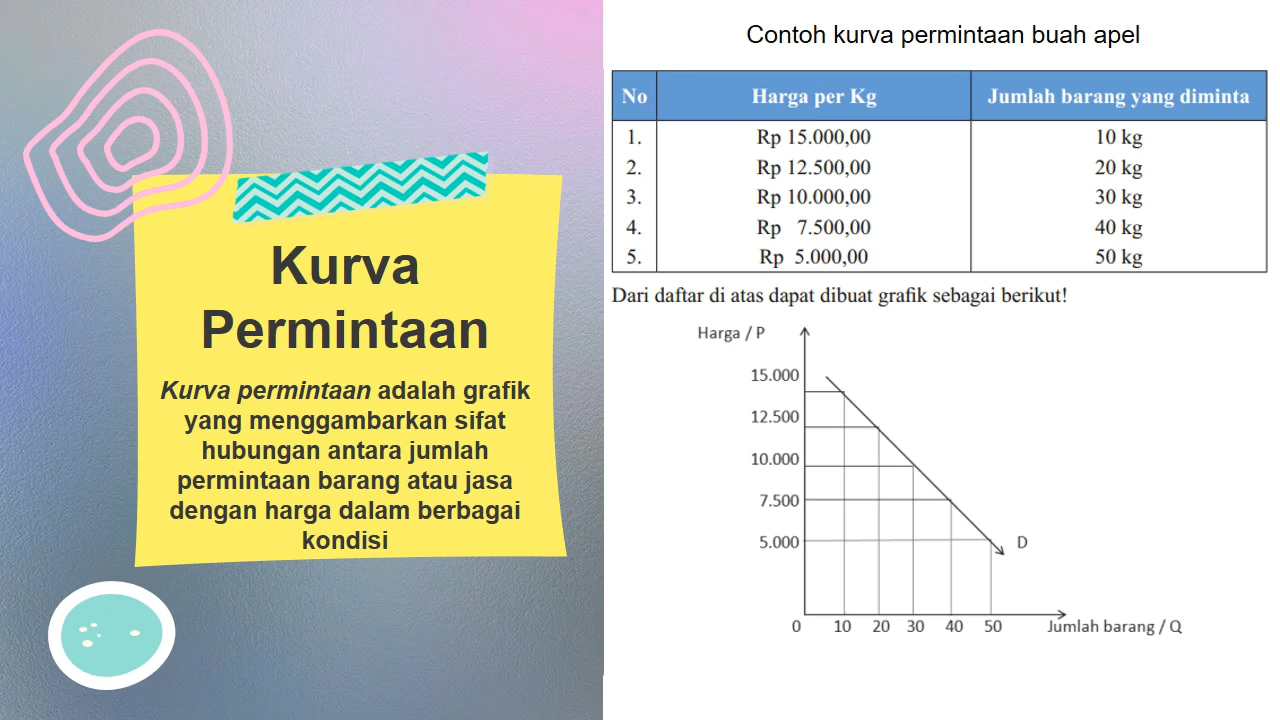 Kurva
Permintaan
Kurva permintaan adalah grafik
yang menggambarkan sifat
hubungan antara jumlah
permintaan barang atau jasa
dengan harga dalam berbagai
kondisi
Contoh kurva permintaan buah apel
No Harga per Kg Jumlah barang yang diminta
1. Rp 15.000,00 10 kg
2. Rp 12.500,00 20 kg
3. Rp 10.000,00 30 kg
4. Rp 7.500,00 40 kg
5. Rp 5.000,00 50 kg
Dari daftar di atas dapat dibuat grafik sebagai berikut!
Harga / P
15.000
12.500
10.000
7.500
5.000
D
0 10 20 30 40 50 Jumlah barang / Q